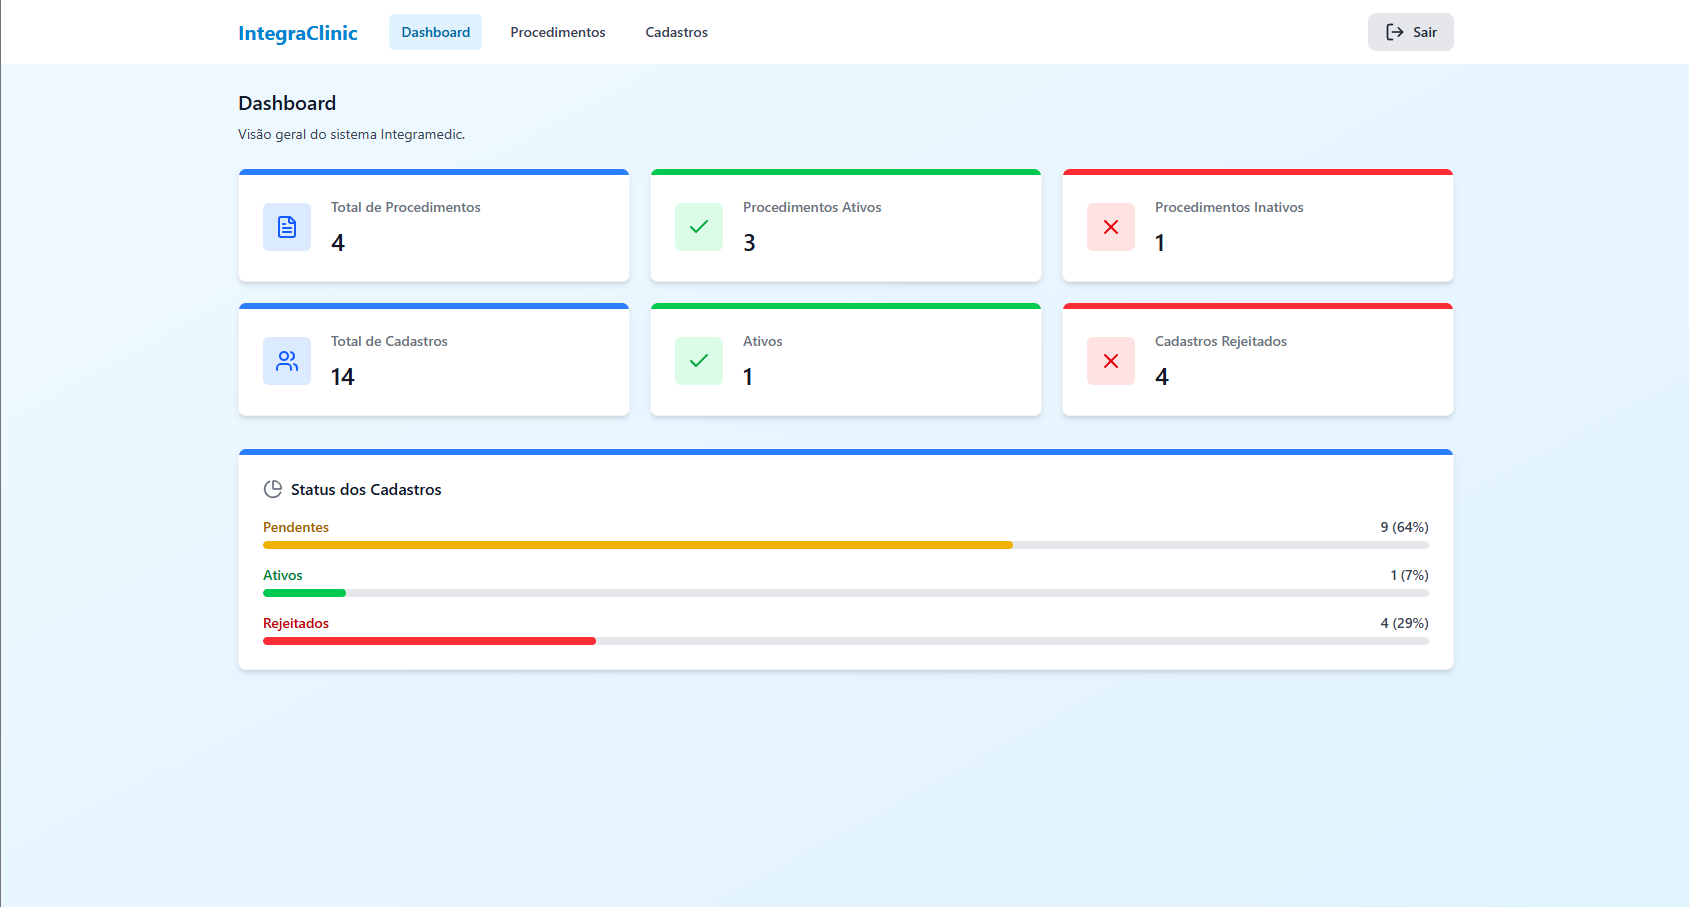 IntegraClinic Dashboard Procedimentos Cadastros Sair
Dashboard
Visão geral do sistema Integramedic.
Total de Procedimentos
4
Procedimentos Ativos
3
Procedimentos Inativos
1
Total de Cadastros
14
Ativos
1
Cadastros Rejeitados
4
Status dos Cadastros
Pendentes 9 (64%)
Ativos 1 (7%)
Rejeitados 4 (29%)